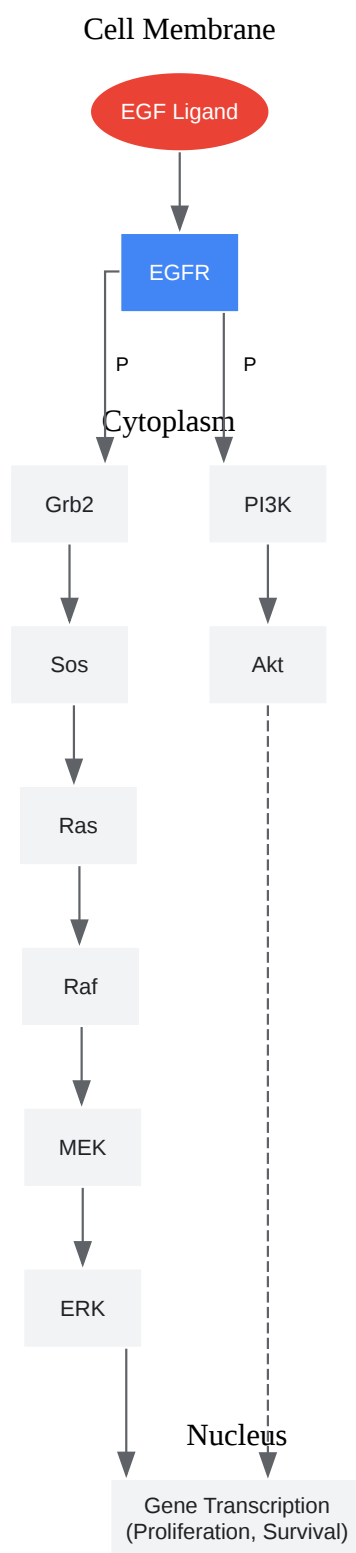 Cell Membrane
EGF Ligand
EGFR
P
P
Cytoplasm
Grb2
PI3K
Sos
Akt
Ras
Raf
MEK
ERK
Nucleus
Gene Transcription
(Proliferation, Survival)